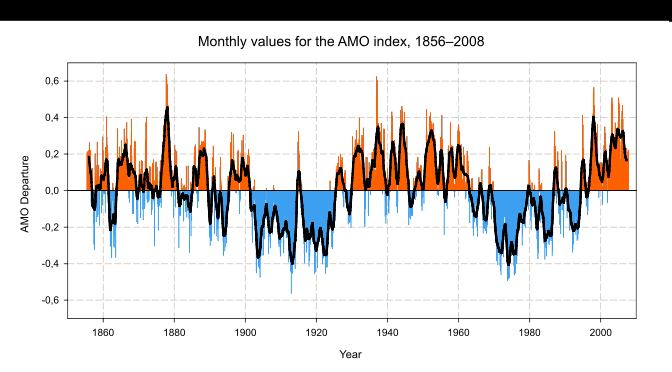 Monthly values for the AMO index, 1856–2008
AMO Departure
0,6
0,4
0,2
0,0
-0,2
-0,4
-0,6
1860 1880 1900 1920 1940 1960 1980 2000
Year